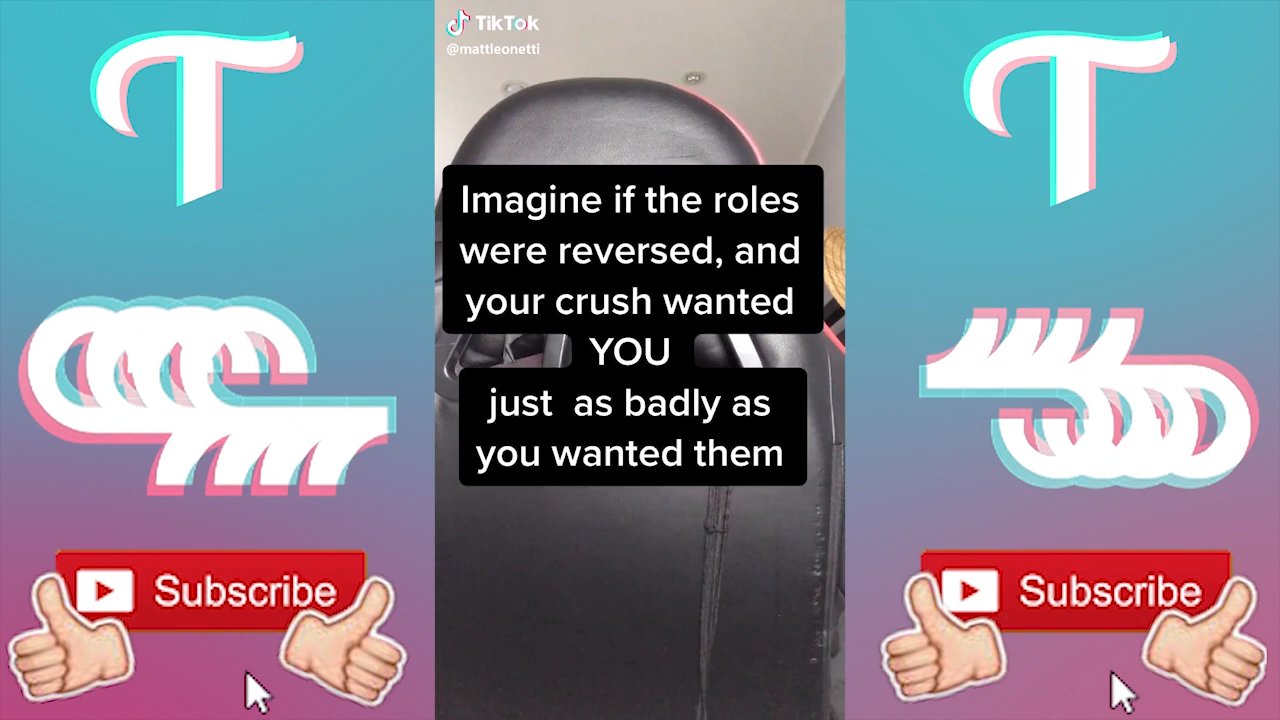 TikTok
@mattleonetti
Imagine if the roles
were reversed, and
your crush wanted
YOU
just as badly as
you wanted them
T
T
Subscribe
Subscribe